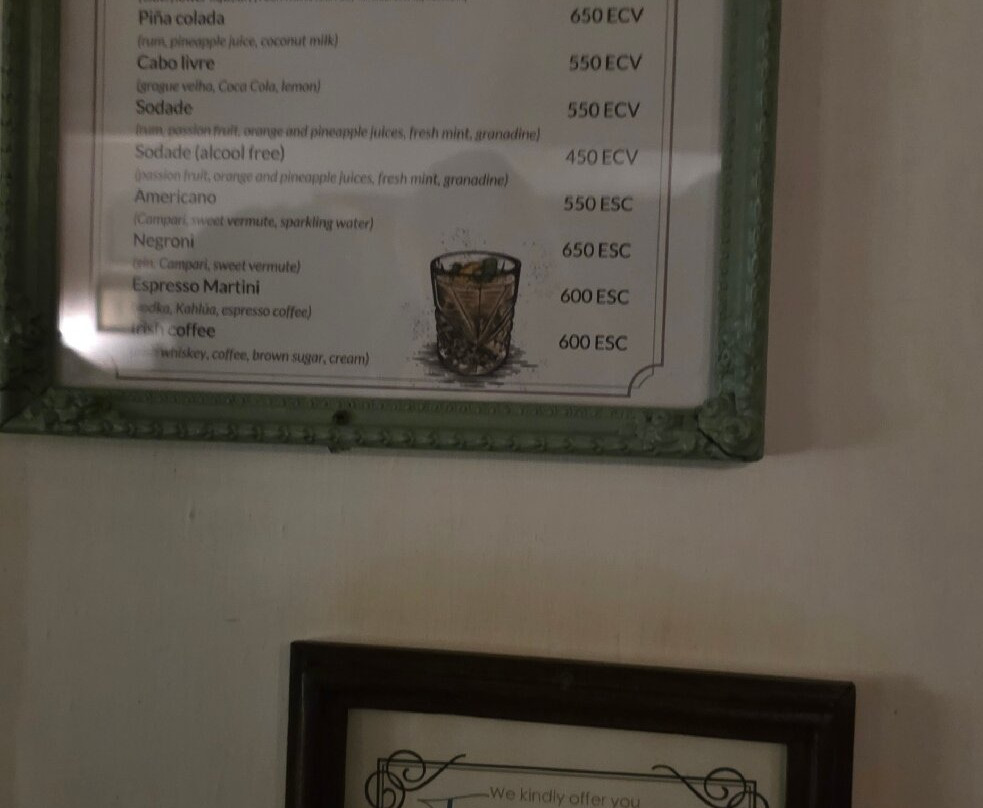 Piña colada 650 ECV
(rum, pineapple juice, coconut milk)
Cabo livre 550 ECV
(grogue velha, Coca Cola, lemon)
Sodade 550 ECV
(rum, passion fruit, orange and pineapple juices, fresh mint, granadine)
Sodade (alcool free) 450 ECV
(passion fruit, orange and pineapple juices, fresh mint, granadine)
Americano 550 ESC
(Campari, sweet vermute, sparkling water)
Negroni 650 ESC
Campari, sweet vermute)
Espresso Martini 600 ESC
Kahlúa, espresso coffee)
Irish coffee 600 ESC
whiskey, coffee, brown sugar, cream)
We kindly offer you